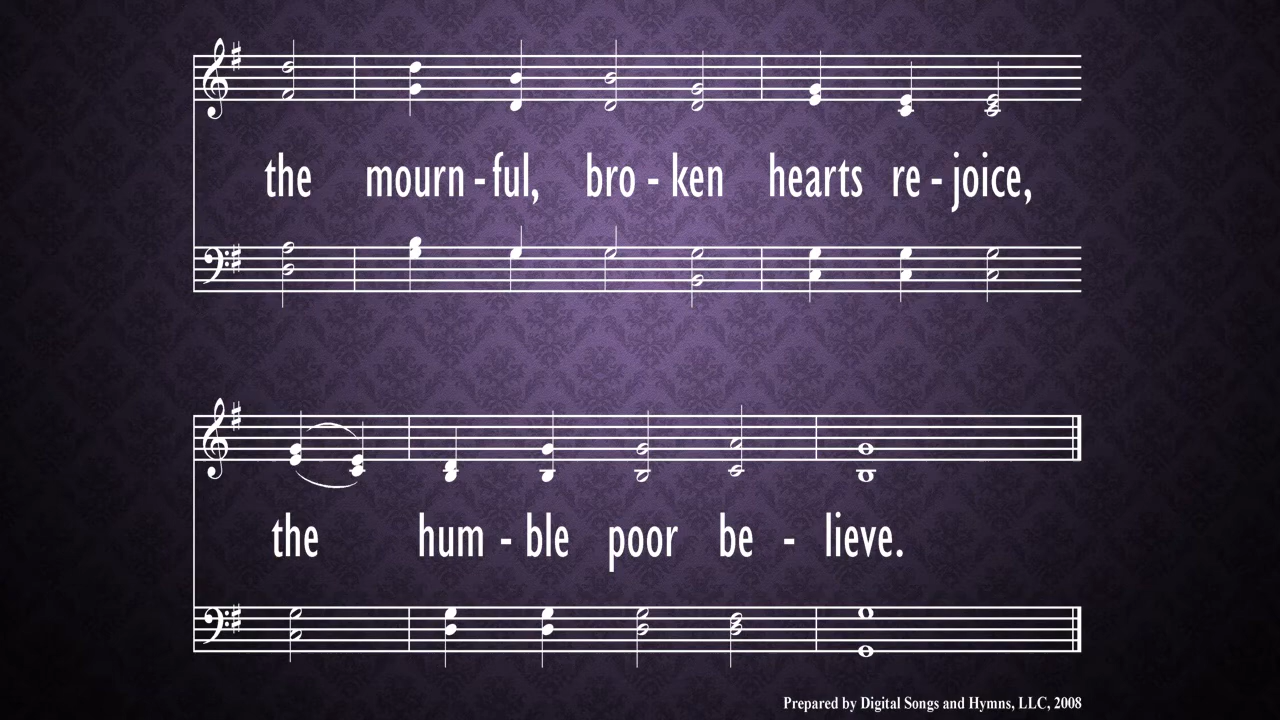 the mourn - ful, bro - ken hearts re - joice,
the hum - ble poor be - lieve.
Prepared by Digital Songs and Hymns, LLC, 2008